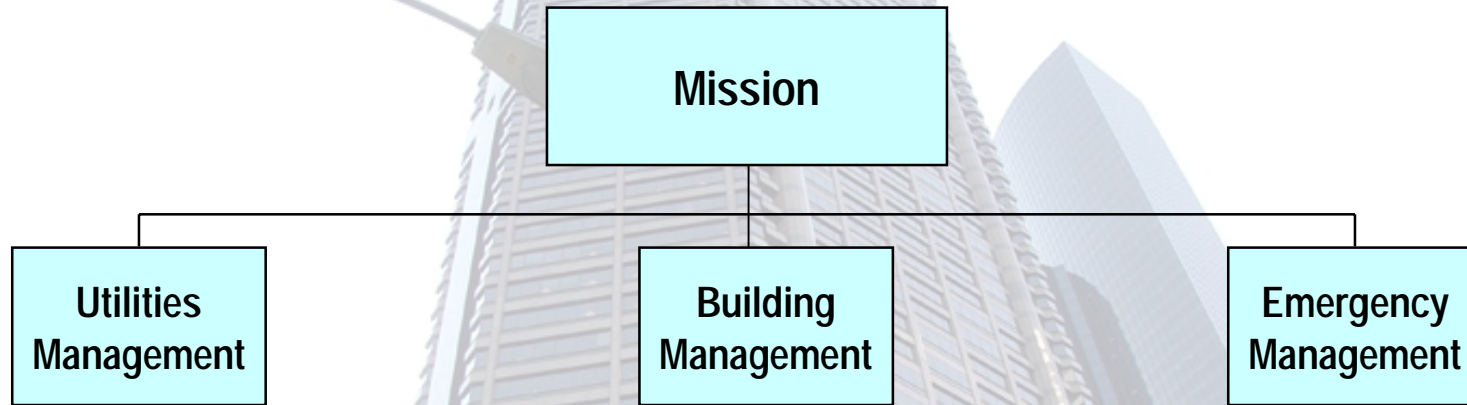 Mission
Utilities
Management
Building
Management
Emergency
Management